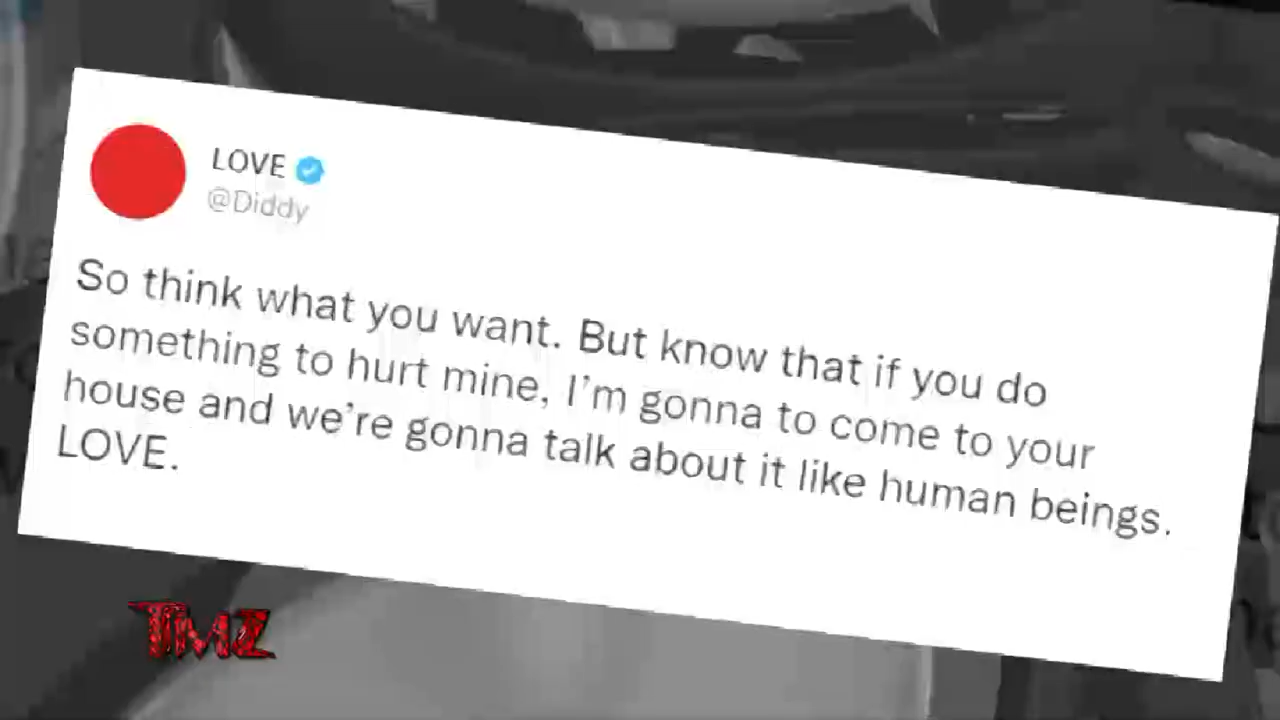 LOVE
@Diddy
So think what you want. But know that if you do
something to hurt mine, I'm gonna to come to your
house and we're gonna talk about it like human beings.
LOVE.
TMZ